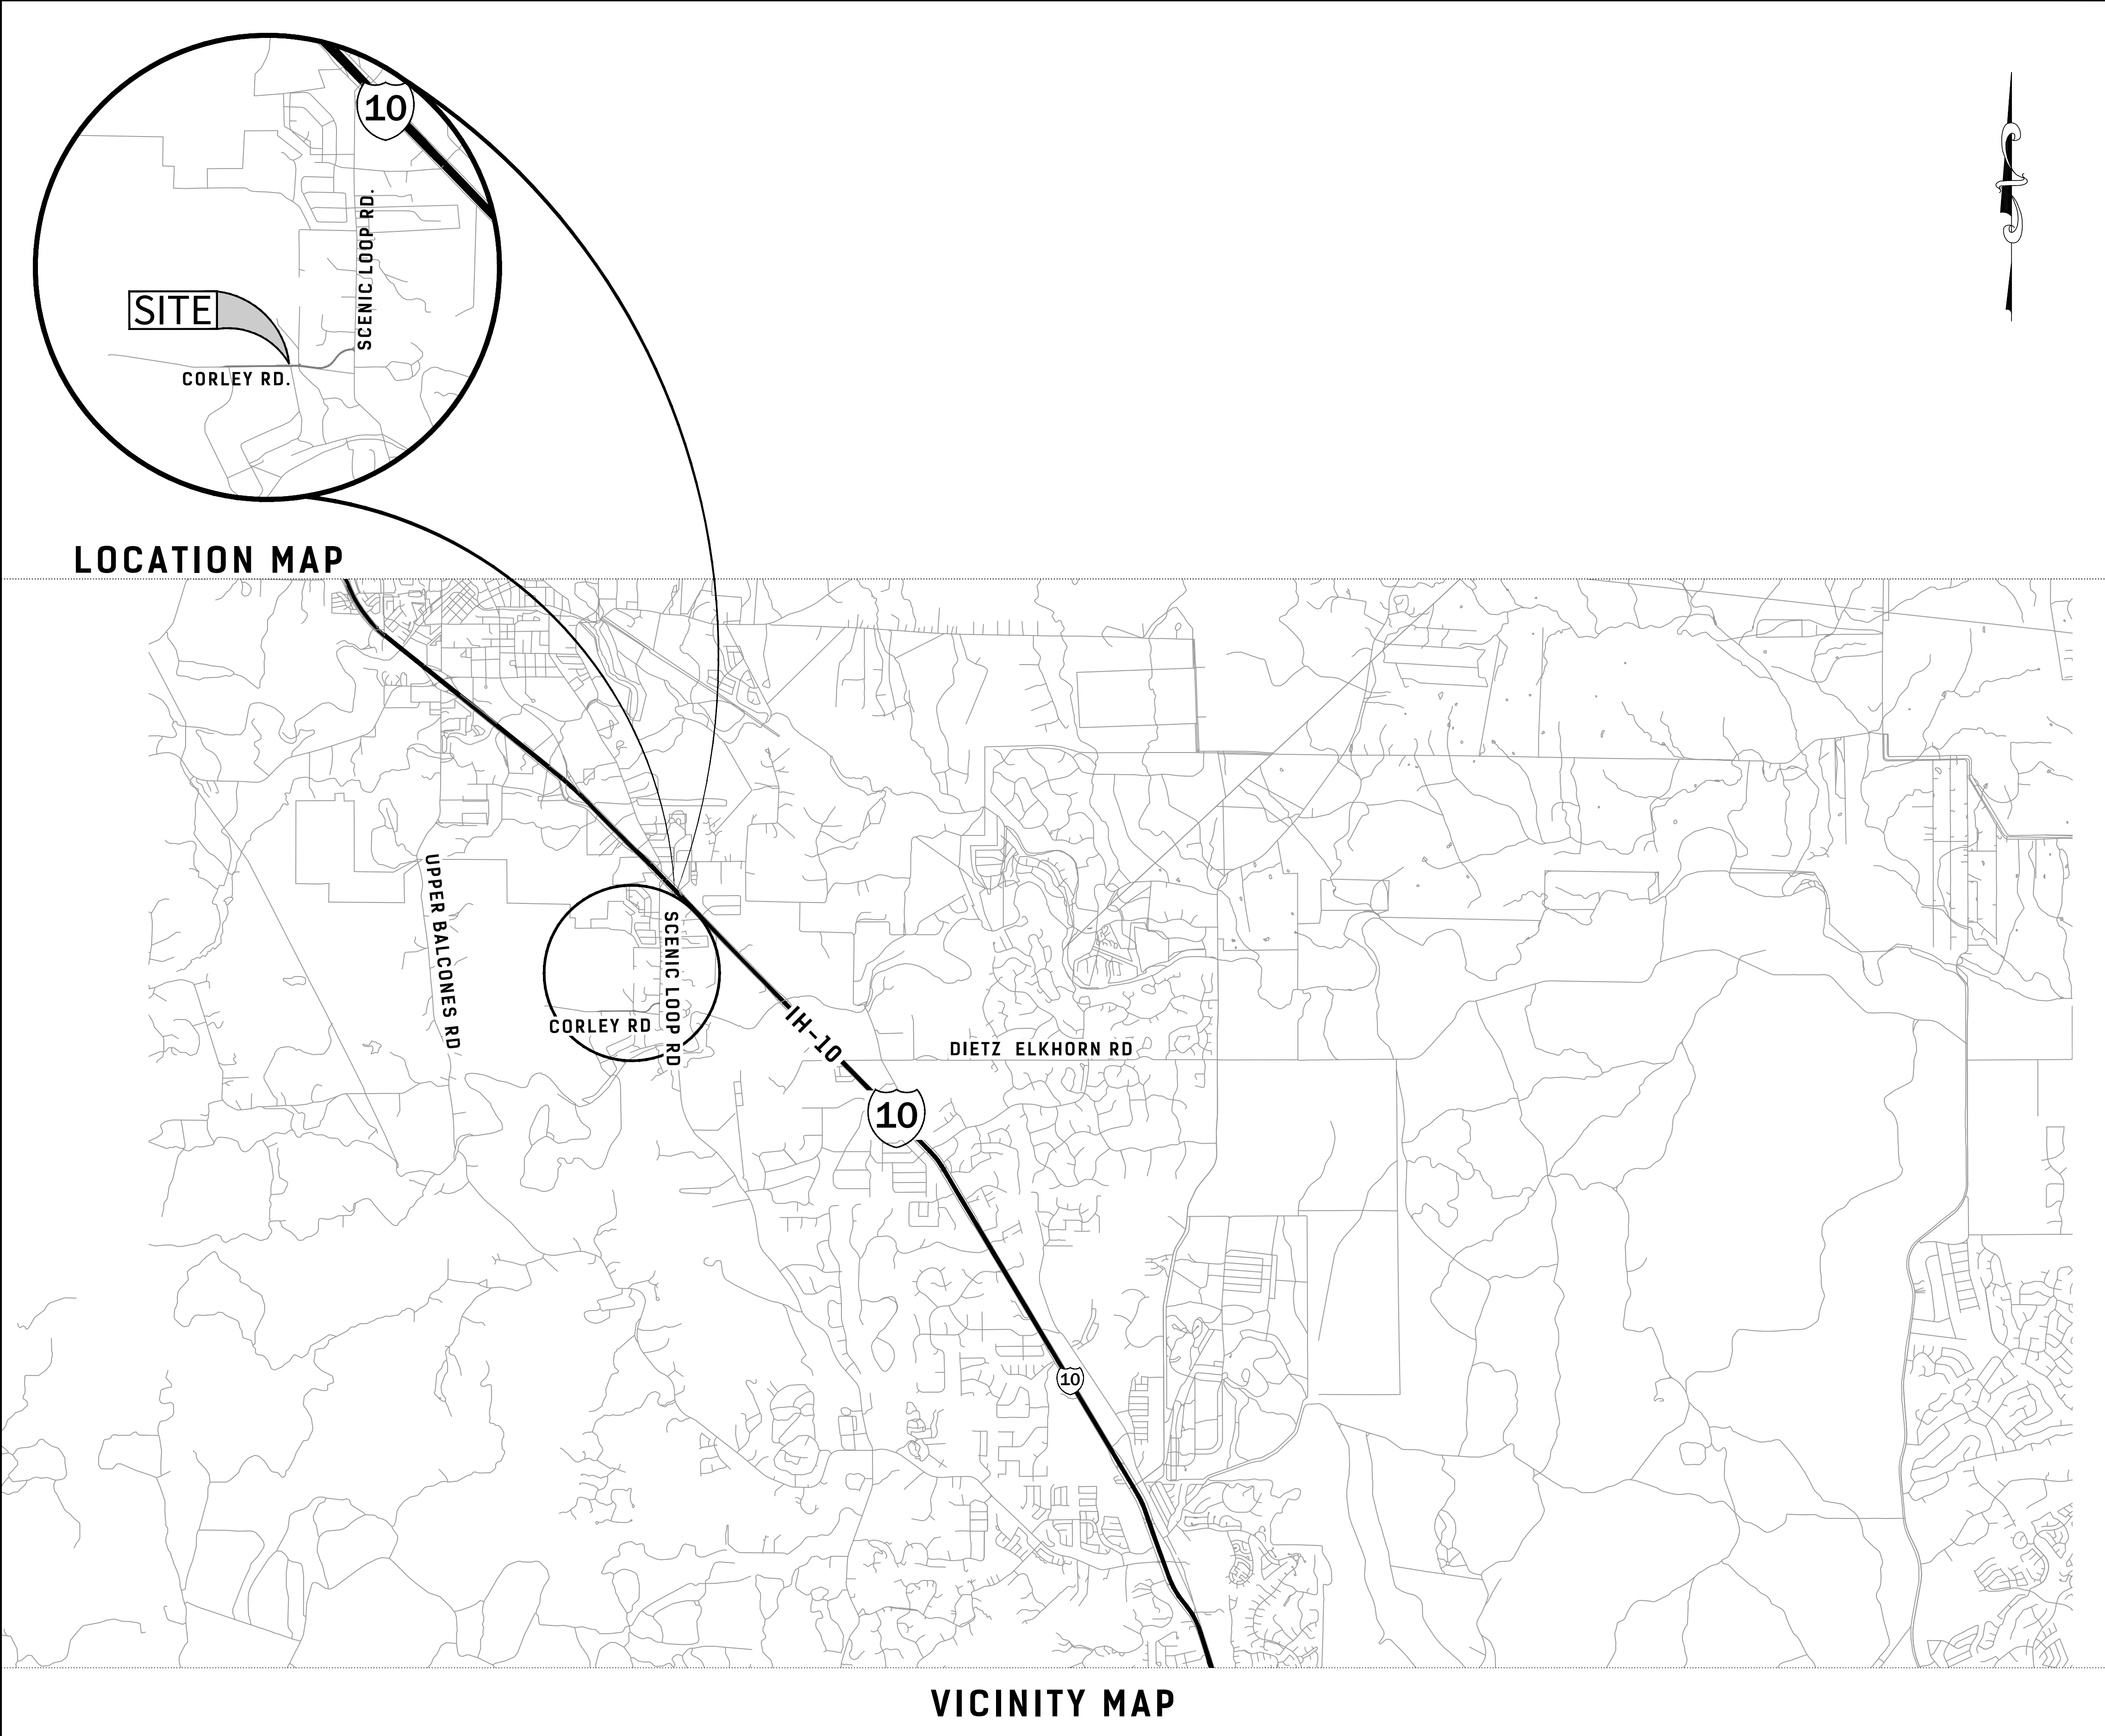 10
SCENIC LOOP RD.
SITE
CORLEY RD.
LOCATION MAP
UPPER BALCONES RD
SCENIC LOOP RD
CORLEY RD
IH-10
DIETZ ELKHORN RD
10
10
VICINITY MAP